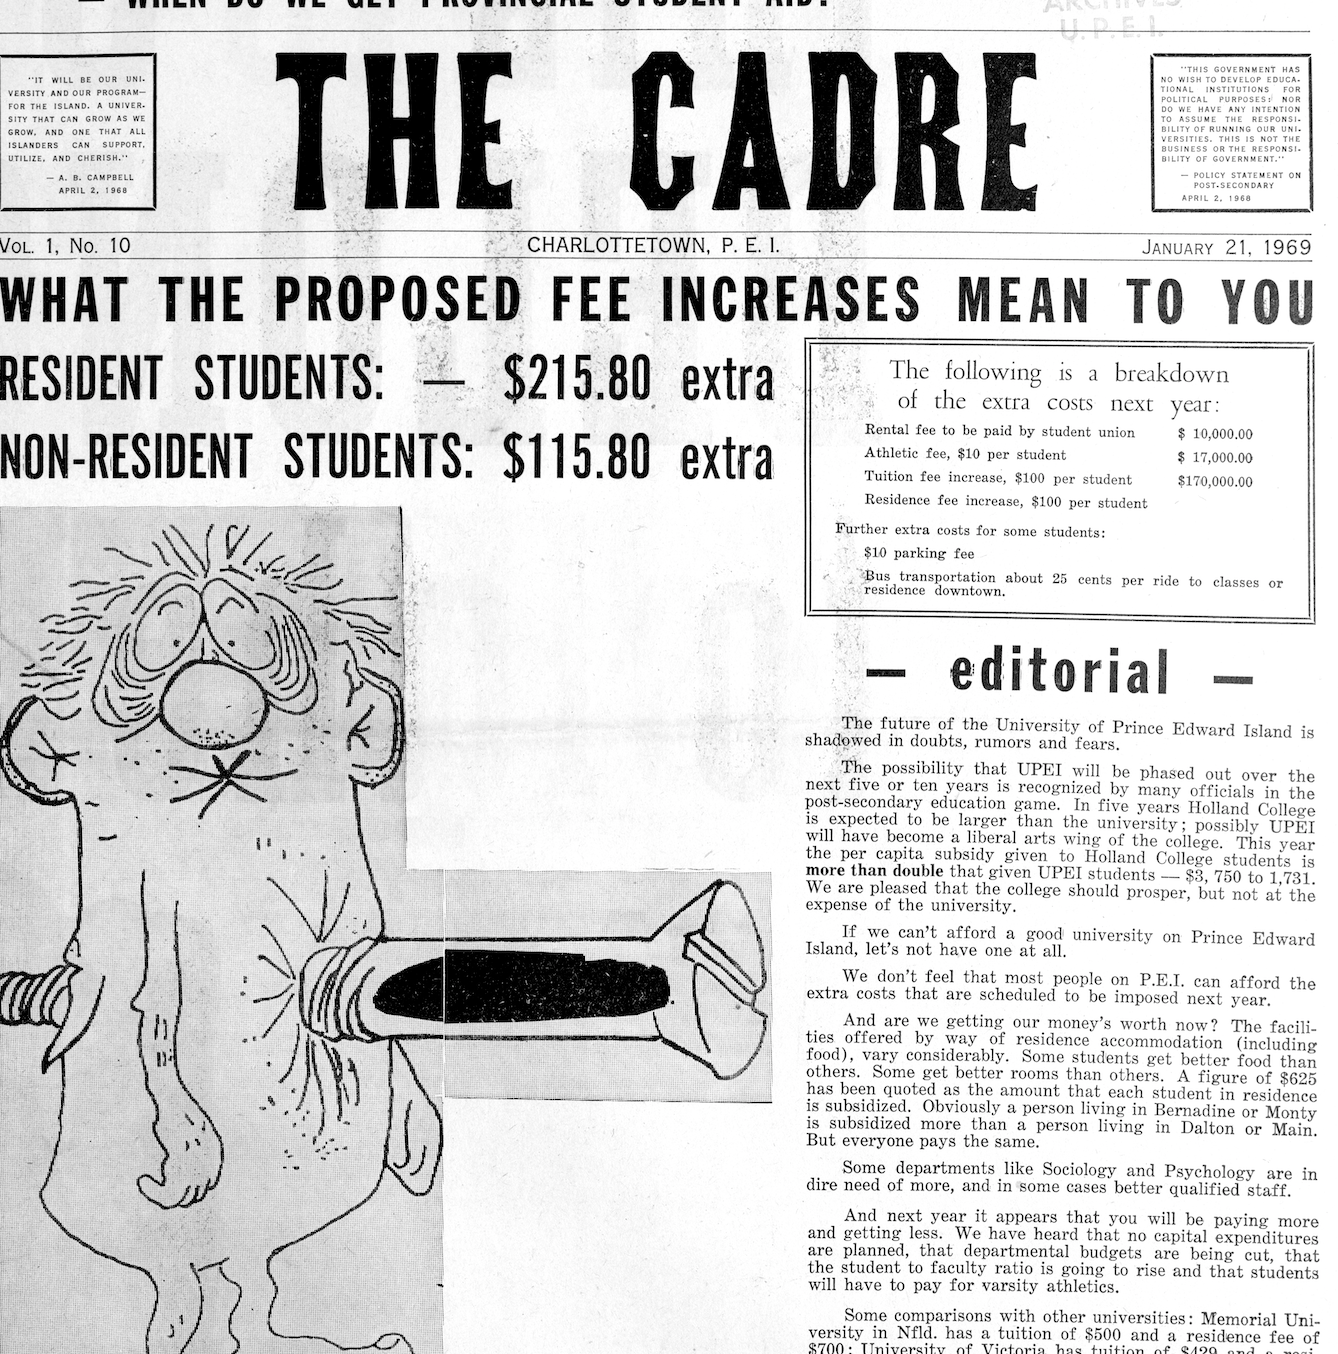 — WHEN DO WE GET PROVINCIAL STUDENT AID?
ARCHIVES
U.P.E.I.
"IT WILL BE OUR UNI-
VERSITY AND OUR PROGRAM—
FOR THE ISLAND. A UNIVER-
SITY THAT CAN GROW AS WE
GROW, AND ONE THAT ALL
ISLANDERS CAN SUPPORT,
UTILIZE, AND CHERISH."
— A. B. CAMPBELL
APRIL 2, 1968
THE CADRE
"THIS GOVERNMENT HAS
NO WISH TO DEVELOP EDUCA-
TIONAL INSTITUTIONS FOR
POLITICAL PURPOSES: NOR
DO WE HAVE ANY INTENTION
TO ASSUME THE RESPONSI-
BILITY OF RUNNING OUR UNI-
VERSITIES. THIS IS NOT THE
BUSINESS OR THE RESPONSI-
BILITY OF GOVERNMENT."
— POLICY STATEMENT ON
POST-SECONDARY
APRIL 2, 1968
VOL. 1, NO. 10
CHARLOTTETOWN, P. E. I.
JANUARY 21, 1969
WHAT THE PROPOSED FEE INCREASES MEAN TO YOU
RESIDENT STUDENTS: — $215.80 extra
NON-RESIDENT STUDENTS: $115.80 extra
The following is a breakdown
of the extra costs next year:
Rental fee to be paid by student union $ 10,000.00
Athletic fee, $10 per student $ 17,000.00
Tuition fee increase, $100 per student $170,000.00
Residence fee increase, $100 per student
Further extra costs for some students:
$10 parking fee
Bus transportation about 25 cents per ride to classes or
residence downtown.
— editorial —
The future of the University of Prince Edward Island is
shadowed in doubts, rumors and fears.
The possibility that UPEI will be phased out over the
next five or ten years is recognized by many officials in the
post-secondary education game. In five years Holland College
is expected to be larger than the university; possibly UPEI
will have become a liberal arts wing of the college. This year
the per capita subsidy given to Holland College students is
more than double that given UPEI students — $3, 750 to 1,731.
We are pleased that the college should prosper, but not at the
expense of the university.
If we can't afford a good university on Prince Edward
Island, let's not have one at all.
We don't feel that most people on P.E.I. can afford the
extra costs that are scheduled to be imposed next year.
And are we getting our money's worth now? The facili-
ties offered by way of residence accommodation (including
food), vary considerably. Some students get better food than
others. Some get better rooms than others. A figure of $625
has been quoted as the amount that each student in residence
is subsidized. Obviously a person living in Bernadine or Monty
is subsidized more than a person living in Dalton or Main.
But everyone pays the same.
Some departments like Sociology and Psychology are in
dire need of more, and in some cases better qualified staff.
And next year it appears that you will be paying more
and getting less. We have heard that no capital expenditures
are planned, that departmental budgets are being cut, that
the student to faculty ratio is going to rise and that students
will have to pay for varsity athletics.
Some comparisons with other universities: Memorial Uni-
versity in Nfld. has a tuition of $500 and a residence fee of
$700; University of Victoria has tuition of $429 and a resi-